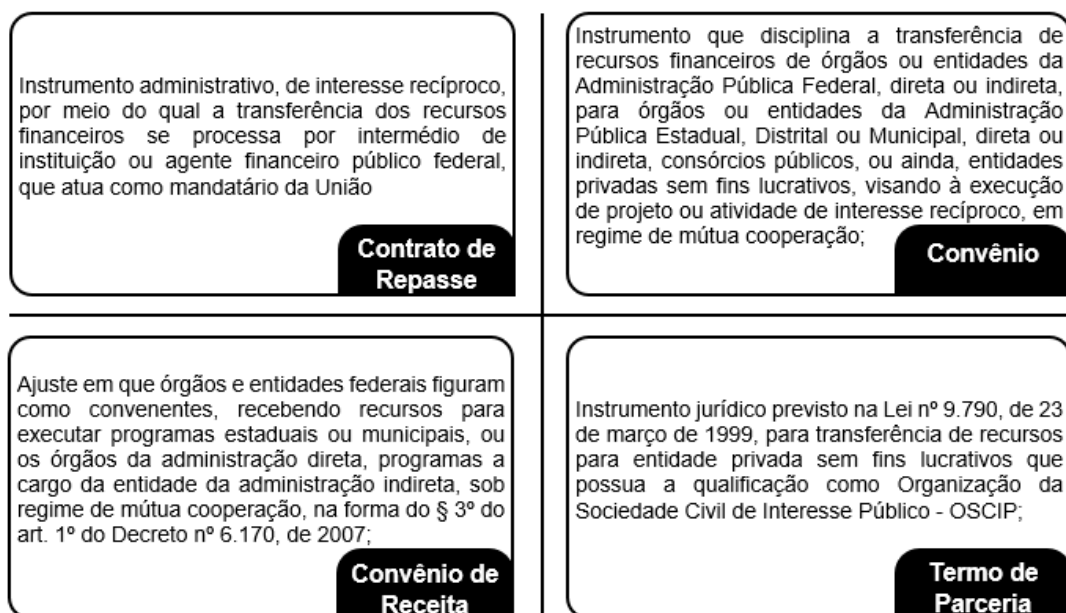 Instrumento administrativo, de interesse recíproco,
por meio do qual a transferência dos recursos
financeiros se processa por intermédio de
instituição ou agente financeiro público federal,
que atua como mandatário da União
Contrato de
Repasse
Instrumento que disciplina a transferência de
recursos financeiros de órgãos ou entidades da
Administração Pública Federal, direta ou indireta,
para órgãos ou entidades da Administração
Pública Estadual, Distrital ou Municipal, direta ou
indireta, consórcios públicos, ou ainda, entidades
privadas sem fins lucrativos, visando à execução
de projeto ou atividade de interesse recíproco, em
regime de mútua cooperação;
Convênio
Ajuste em que órgãos e entidades federais figuram
como convenentes, recebendo recursos para
executar programas estaduais ou municipais, ou
os órgãos da administração direta, programas a
cargo da entidade da administração indireta, sob
regime de mútua cooperação, na forma do § 3º do
art. 1º do Decreto nº 6.170, de 2007;
Convênio de
Receita
Instrumento jurídico previsto na Lei nº 9.790, de 23
de março de 1999, para transferência de recursos
para entidade privada sem fins lucrativos que
possua a qualificação como Organização da
Sociedade Civil de Interesse Público - OSCIP;
Termo de
Parceria